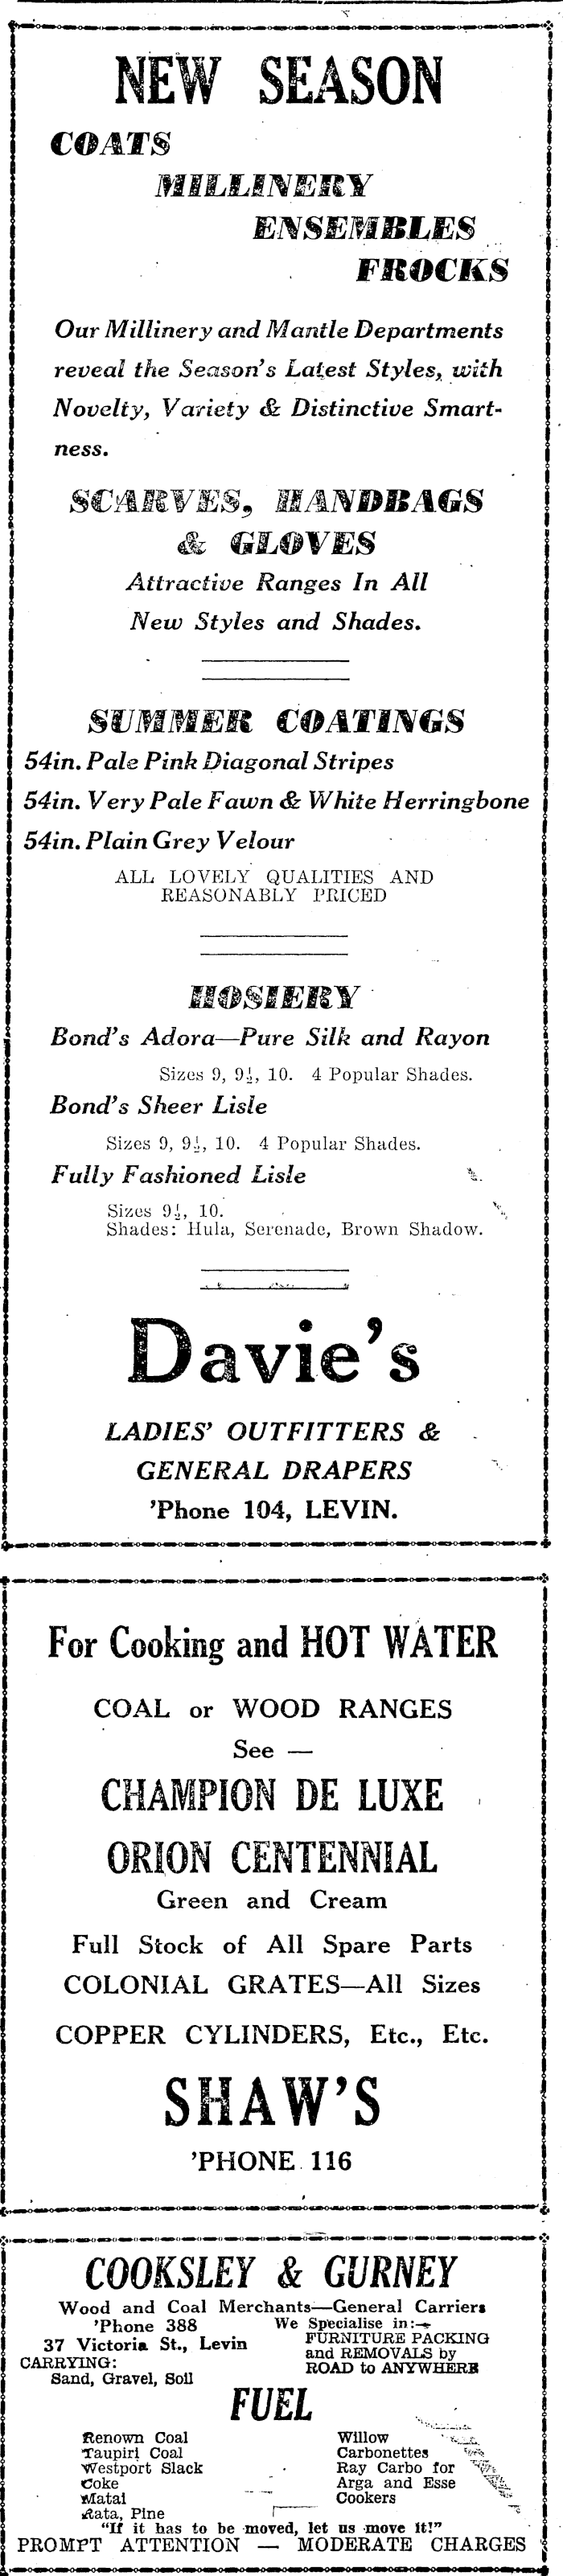 NEW SEASON
COATS
MILLINERY
ENSEMBLES
FROCKS
Our Millinery and Mantle Departments
reveal the Season's Latest Styles, with
Novelty, Variety & Distinctive Smart-
ness.
SCARVES, HANDBAGS
& GLOVES
Attractive Ranges In All
New Styles and Shades.
SUMMER COATINGS
54in. Pale Pink Diagonal Stripes
54in. Very Pale Fawn & White Herringbone
54in. Plain Grey Velour
ALL LOVELY QUALITIES AND
REASONABLY PRICED
HOSIERY
Bond's Adora—Pure Silk and Rayon
Sizes 9, 9½, 10. 4 Popular Shades.
Bond's Sheer Lisle
Sizes 9, 9½, 10. 4 Popular Shades.
Fully Fashioned Lisle
Sizes 9½, 10.
Shades: Hula, Serenade, Brown Shadow.
Davie's
LADIES' OUTFITTERS &
GENERAL DRAPERS
'Phone 104, LEVIN.
For Cooking and HOT WATER
COAL or WOOD RANGES
See —
CHAMPION DE LUXE
ORION CENTENNIAL
Green and Cream
Full Stock of All Spare Parts
COLONIAL GRATES—All Sizes
COPPER CYLINDERS, Etc., Etc.
SHAW'S
'PHONE 116
COOKSLEY & GURNEY
Wood and Coal Merchants—General Carriers
'Phone 388
37 Victoria St., Levin
CARRYING:
Sand, Gravel, Soil
We Specialise in:—
FURNITURE PACKING
and REMOVALS by
ROAD to ANYWHERE
FUEL
Renown Coal
Taupiri Coal
Westport Slack
Coke
Matai
Rata, Pine
Willow
Carbonettes
Ray Carbo for
Arga and Esse
Cookers
"If it has to be moved, let us move it!"
PROMPT ATTENTION — MODERATE CHARGES